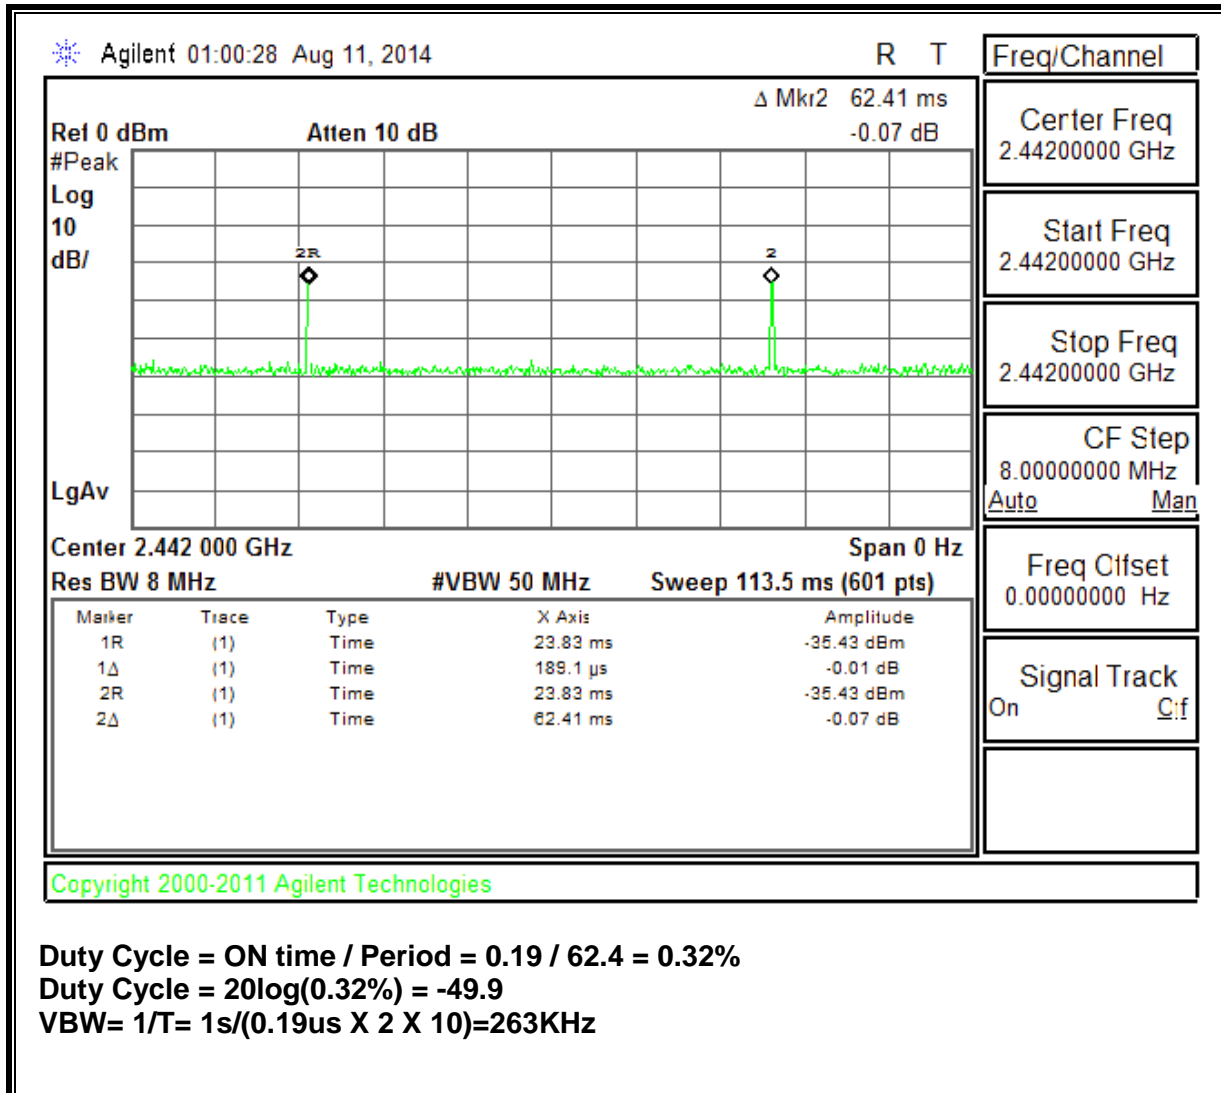 Agilent 01:00:28 Aug 11, 2014 R T
Freq/Channel
Δ Mkr2 62.41 ms
Ref 0 dBm Atten 10 dB -0.07 dB
#Peak
Log
10
dB/
2R
2
LgAv
Center 2.442 000 GHz Span 0 Hz
Res BW 8 MHz #VBW 50 MHz Sweep 113.5 ms (601 pts)
Marker Trace Type X Axis Amplitude
1R (1) Time 23.83 ms -35.43 dBm
1Δ (1) Time 189.1 µs -0.01 dB
2R (1) Time 23.83 ms -35.43 dBm
2Δ (1) Time 62.41 ms -0.07 dB
Center Freq
2.44200000 GHz
Start Freq
2.44200000 GHz
Stop Freq
2.44200000 GHz
CF Step
8.00000000 MHz
Auto Man
Freq Offset
0.00000000 Hz
Signal Track
On Off
Copyright 2000-2011 Agilent Technologies
Duty Cycle = ON time / Period = 0.19 / 62.4 = 0.32%
Duty Cycle = 20log(0.32%) = -49.9
VBW= 1/T= 1s/(0.19us X 2 X 10)=263KHz